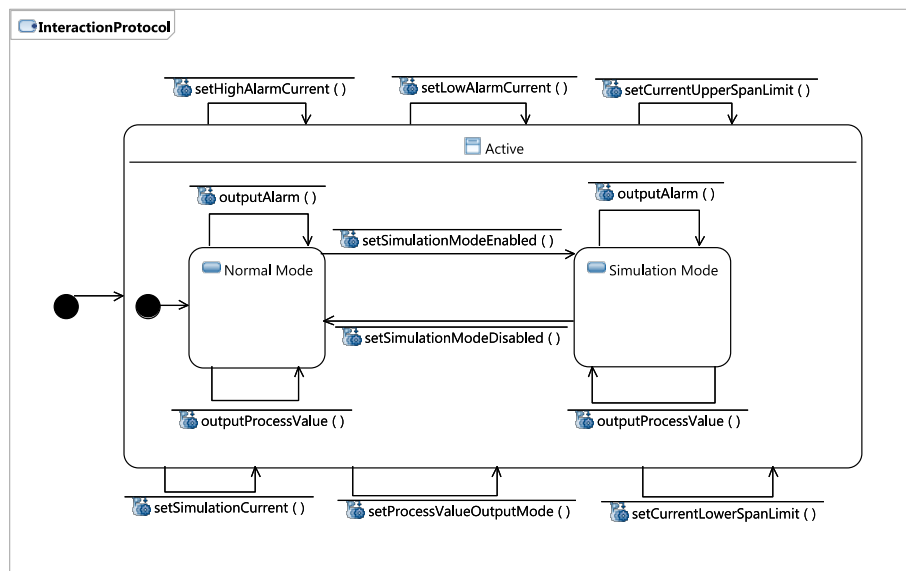 InteractionProtocol
setHighAlarmCurrent ( )
setLowAlarmCurrent ( )
setCurrentUpperSpanLimit ( )
Active
outputAlarm ( )
outputAlarm ( )
setSimulationModeEnabled ( )
Normal Mode
Simulation Mode
setSimulationModeDisabled ( )
outputProcessValue ( )
outputProcessValue ( )
setSimulationCurrent ( )
setProcessValueOutputMode ( )
setCurrentLowerSpanLimit ( )